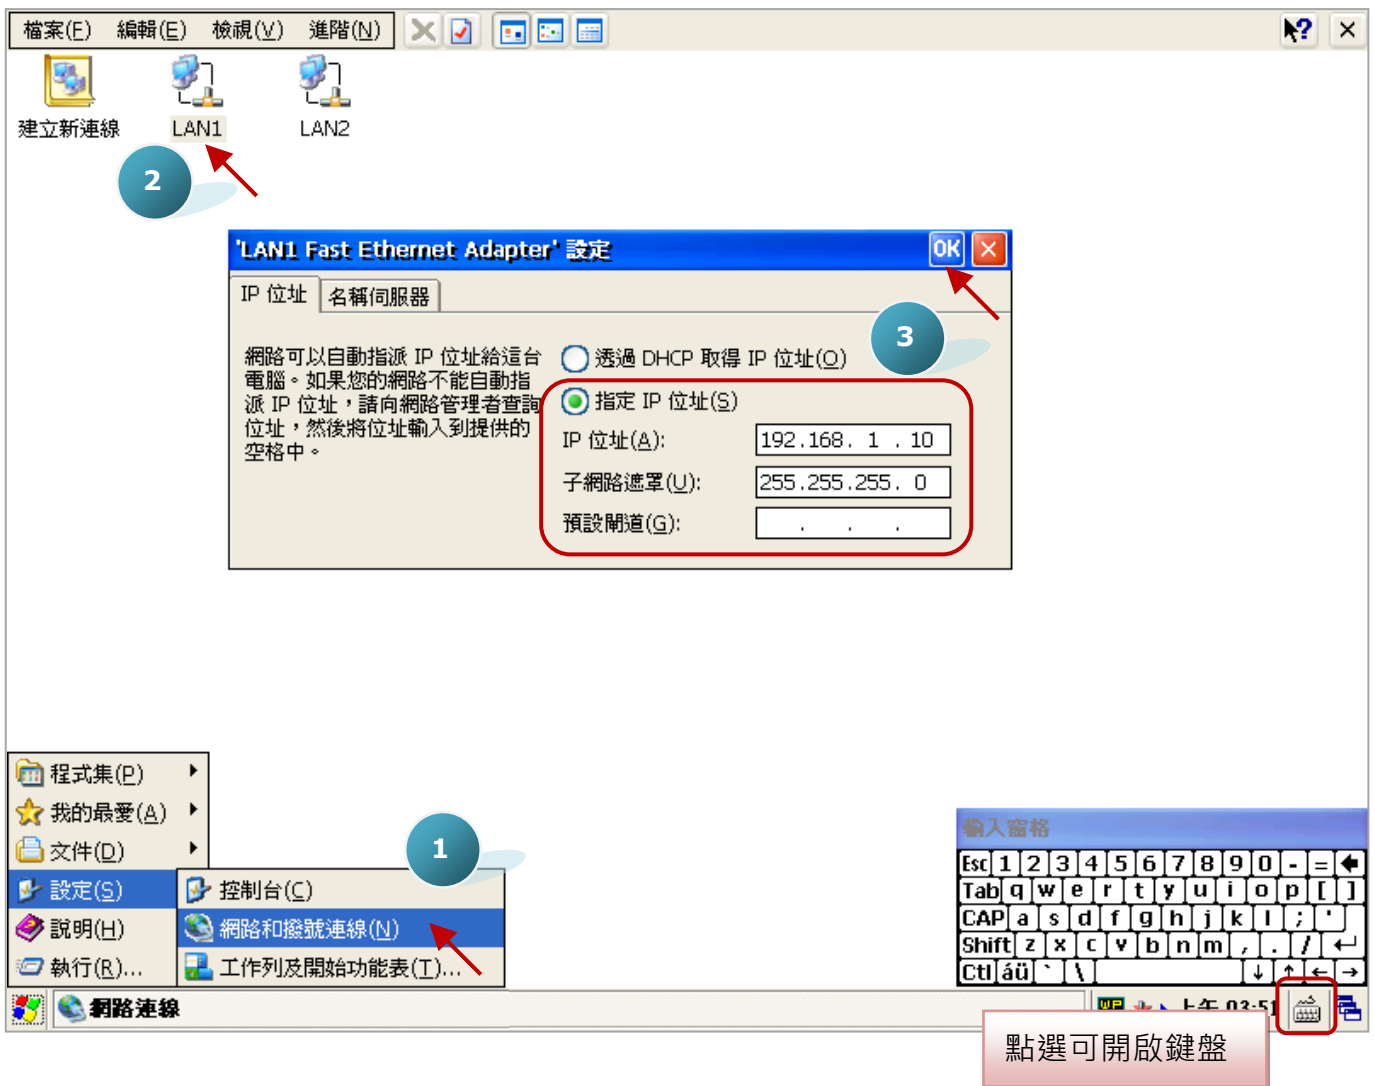 檔案(F) 編輯(E) 檢視(V) 進階(N)
建立新連線 LAN1 LAN2
2
'LAN1 Fast Ethernet Adapter' 設定 OK
IP 位址 名稱伺服器
3
網路可以自動指派 IP 位址給這台
電腦。如果您的網路不能自動指
派 IP 位址，請向網路管理者查詢
位址，然後將位址輸入到提供的
空格中。
透過 DHCP 取得 IP 位址(O)
指定 IP 位址(S)
IP 位址(A): 192.168. 1 . 10
子網路遮罩(U): 255.255.255. 0
預設閘道(G): . . .
程式集(P)
我的最愛(A)
文件(D)
設定(S)
說明(H)
執行(R)...
1
控制台(C)
網路和撥號連線(N)
工作列及開始功能表(T)...
輸入窗格
Esc 1 2 3 4 5 6 7 8 9 0 - =
Tab q w e r t y u i o p [ ]
CAP a s d f g h j k l ; '
Shift z x c v b n m , . /
Ctl áü ` \
網路連線
上午 03:51
點選可開啟鍵盤